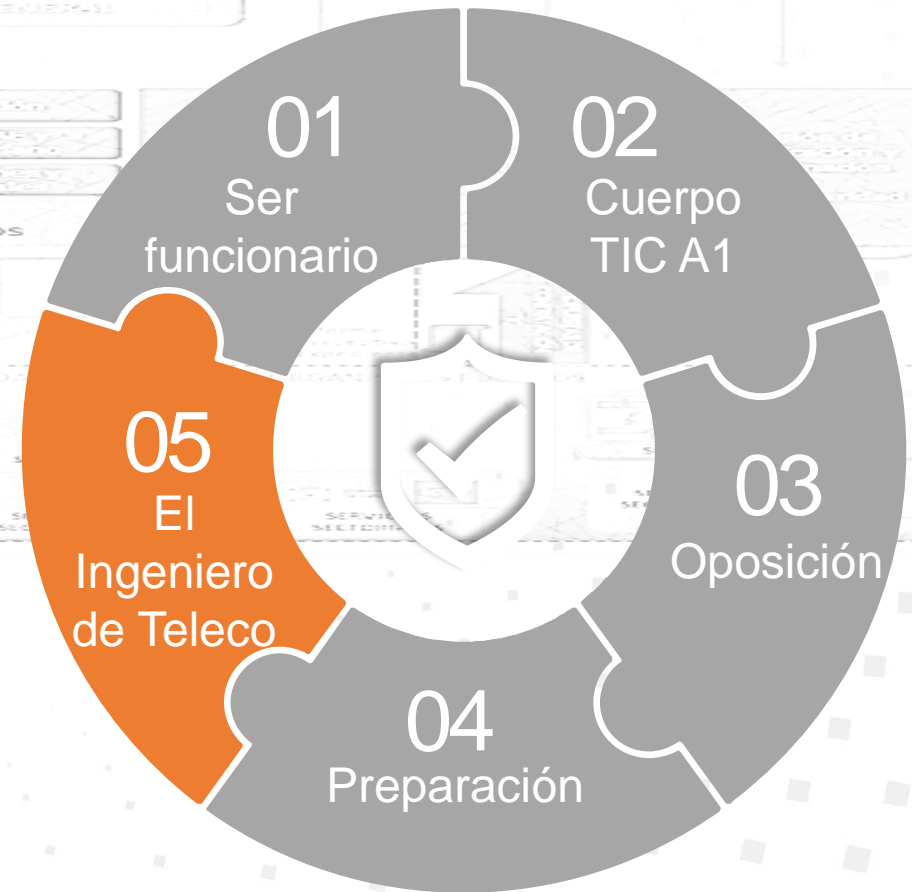 01
Ser
funcionario
02
Cuerpo
TIC A1
03
Oposición
04
Preparación
05
El
Ingeniero
de Teleco